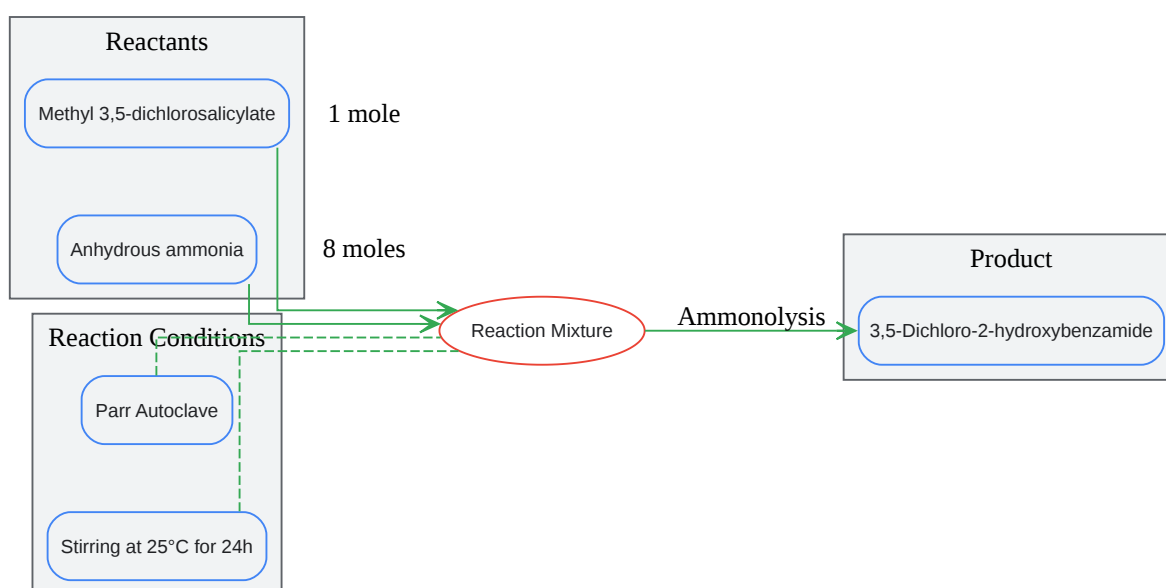 Reactants
Methyl 3,5-dichlorosalicylate
1 mole
Anhydrous ammonia
8 moles
Reaction Conditions
Parr Autoclave
Stirring at 25°C for 24h
Reaction Mixture
Ammonolysis
Product
3,5-Dichloro-2-hydroxybenzamide